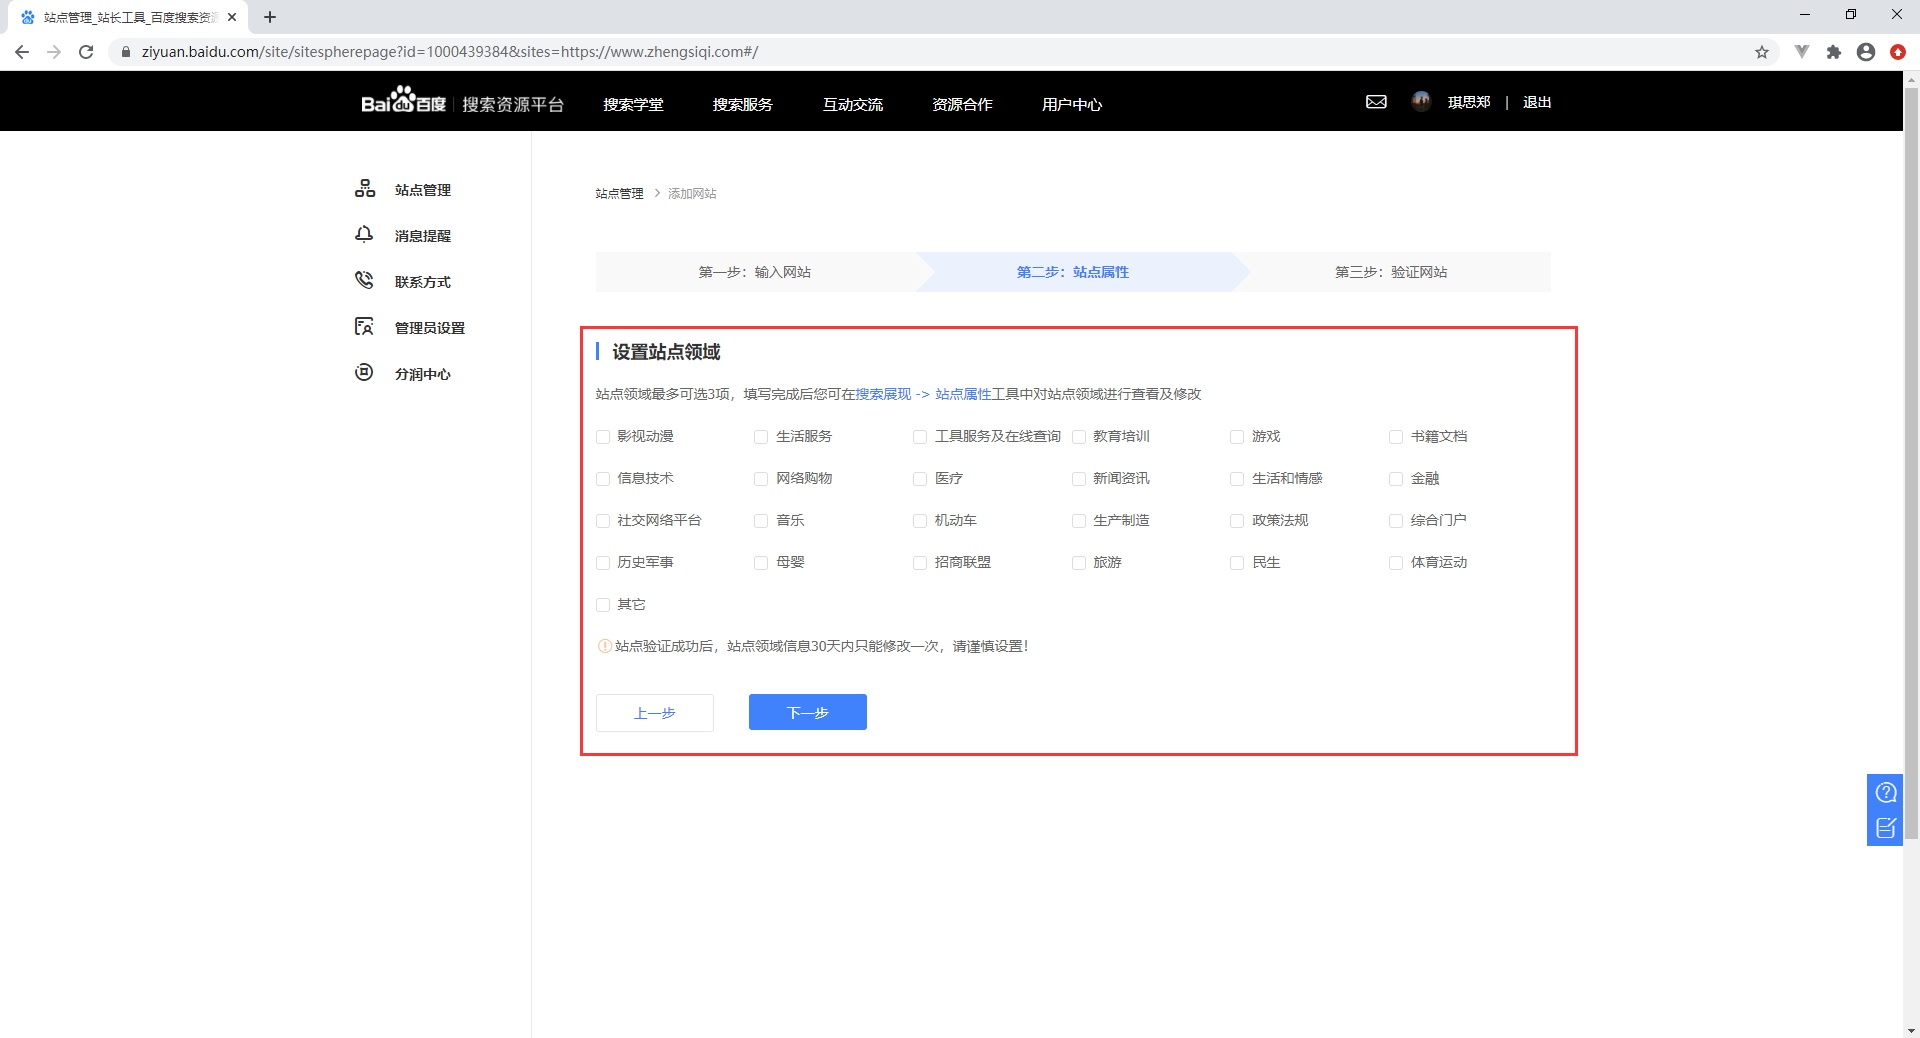 站点管理_站长工具_百度搜索资源
ziyuan.baidu.com/site/sitespherepage?id=1000439384&sites=https://www.zhengsiqi.com#/
Bai du 百度 | 搜索资源平台
搜索学堂
搜索服务
互动交流
资源合作
用户中心
琪思郑 | 退出
站点管理
消息提醒
联系方式
管理员设置
分润中心
站点管理 > 添加网站
第一步：输入网站
第二步：站点属性
第三步：验证网站
设置站点领域
站点领域最多可选3项，填写完成后您可在搜索展现 -> 站点属性工具中对站点领域进行查看及修改
影视动漫 生活服务 工具服务及在线查询 教育培训 游戏 书籍文档
信息技术 网络购物 医疗 新闻资讯 生活和情感 金融
社交网络平台 音乐 机动车 生产制造 政策法规 综合门户
历史军事 母婴 招商联盟 旅游 民生 体育运动
其它
站点验证成功后，站点领域信息30天内只能修改一次，请谨慎设置！
上一步
下一步